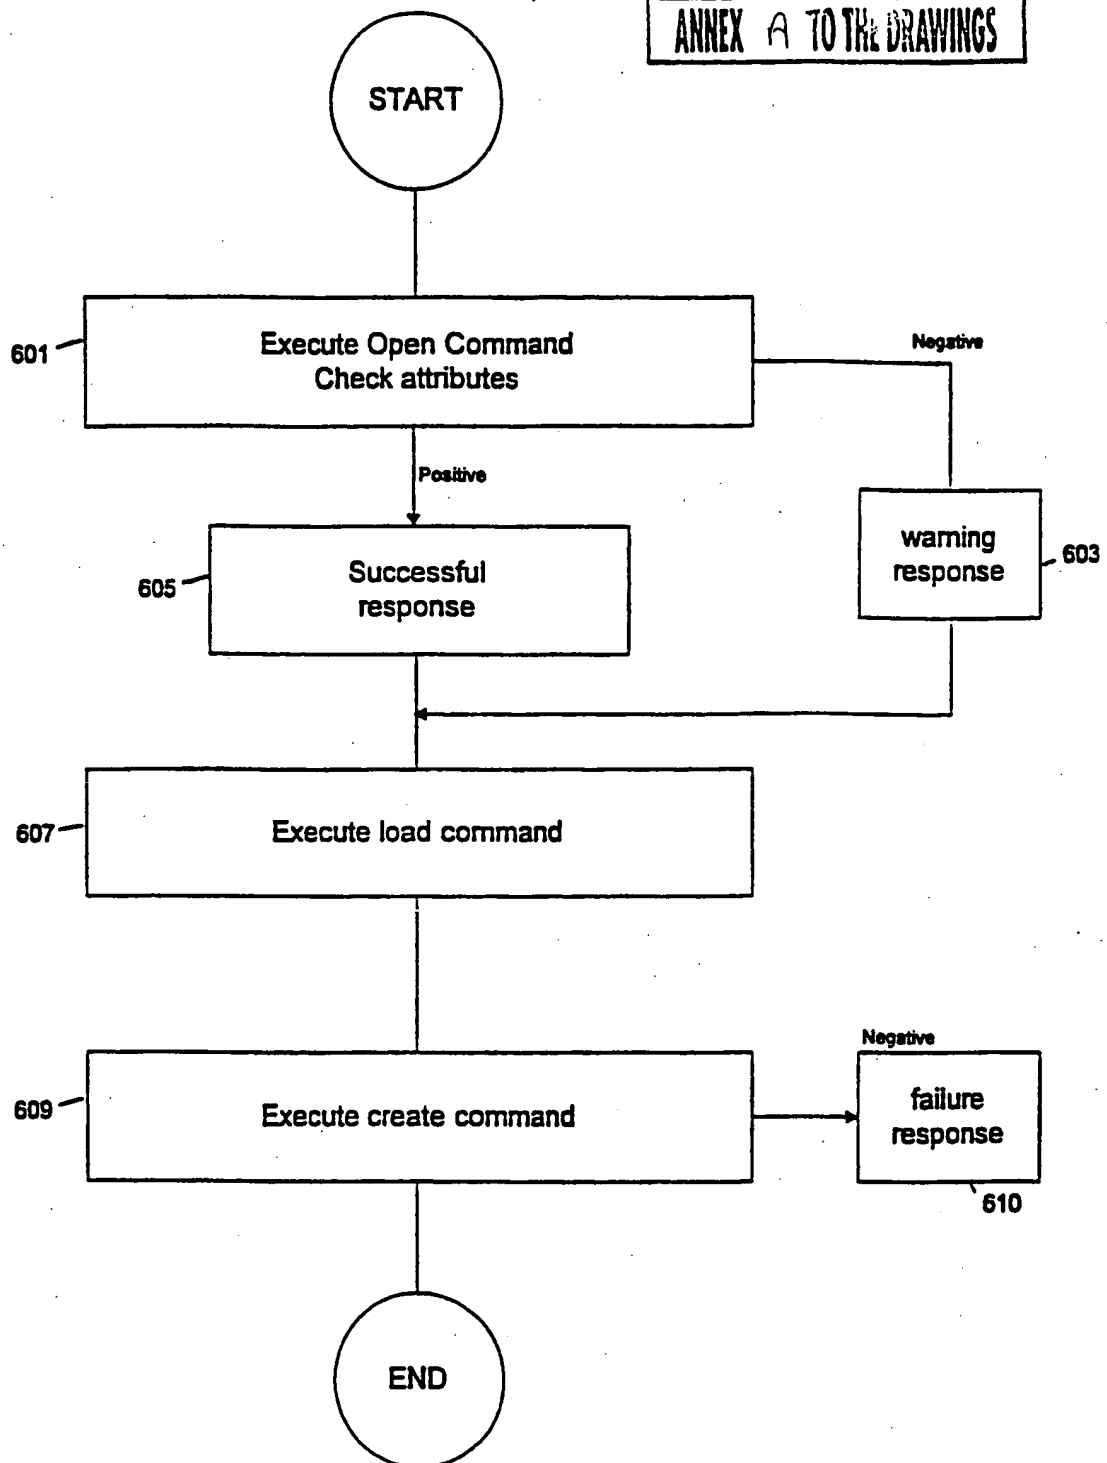 ANNEX A TO THE DRAWINGS
START
601
Execute Open Command
Check attributes
Negative
Positive
605
Successful
response
warning
response
603
607
Execute load command
609
Execute create command
Negative
failure
response
610
END